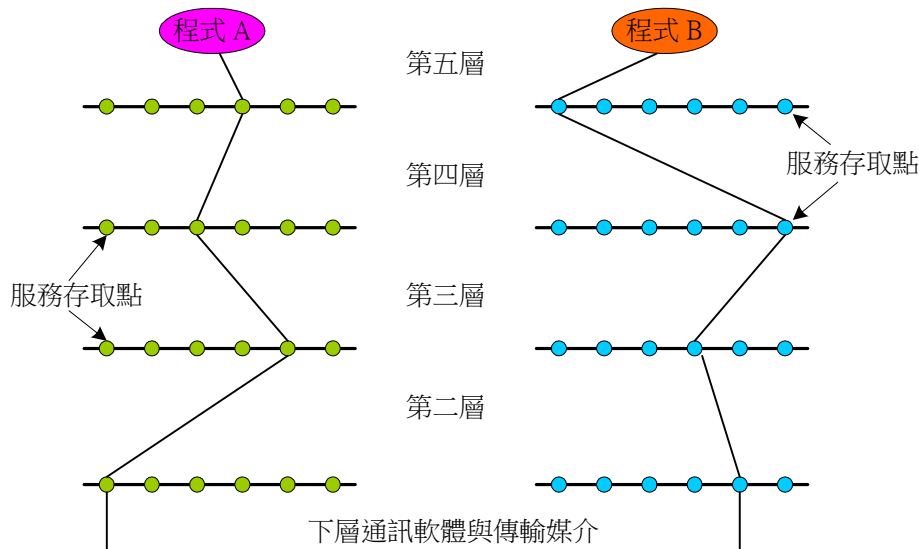 程式 A
程式 B
第五層
服務存取點
第四層
服務存取點
第三層
第二層
下層通訊軟體與傳輸媒介